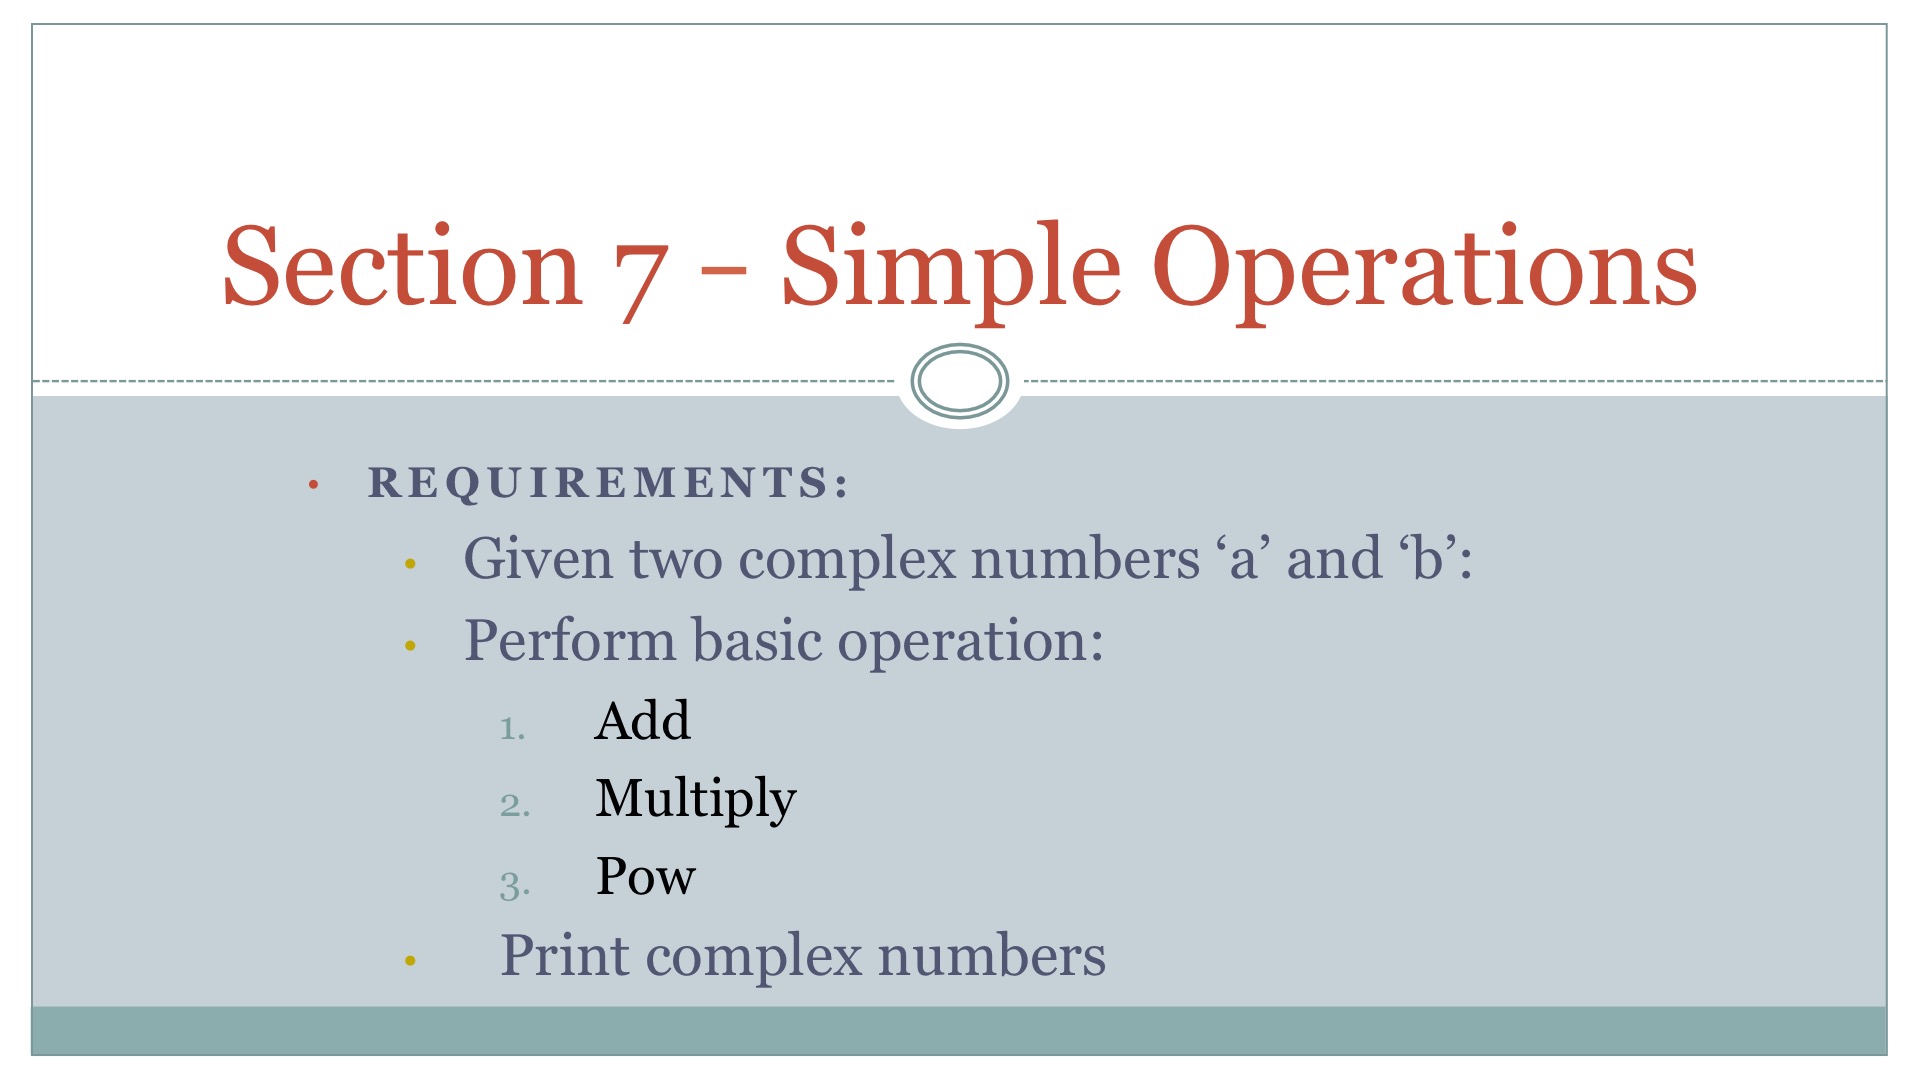 Section 7 – Simple Operations
• REQUIREMENTS:
• Given two complex numbers ‘a’ and ‘b’:
• Perform basic operation:
1. Add
2. Multiply
3. Pow
• Print complex numbers